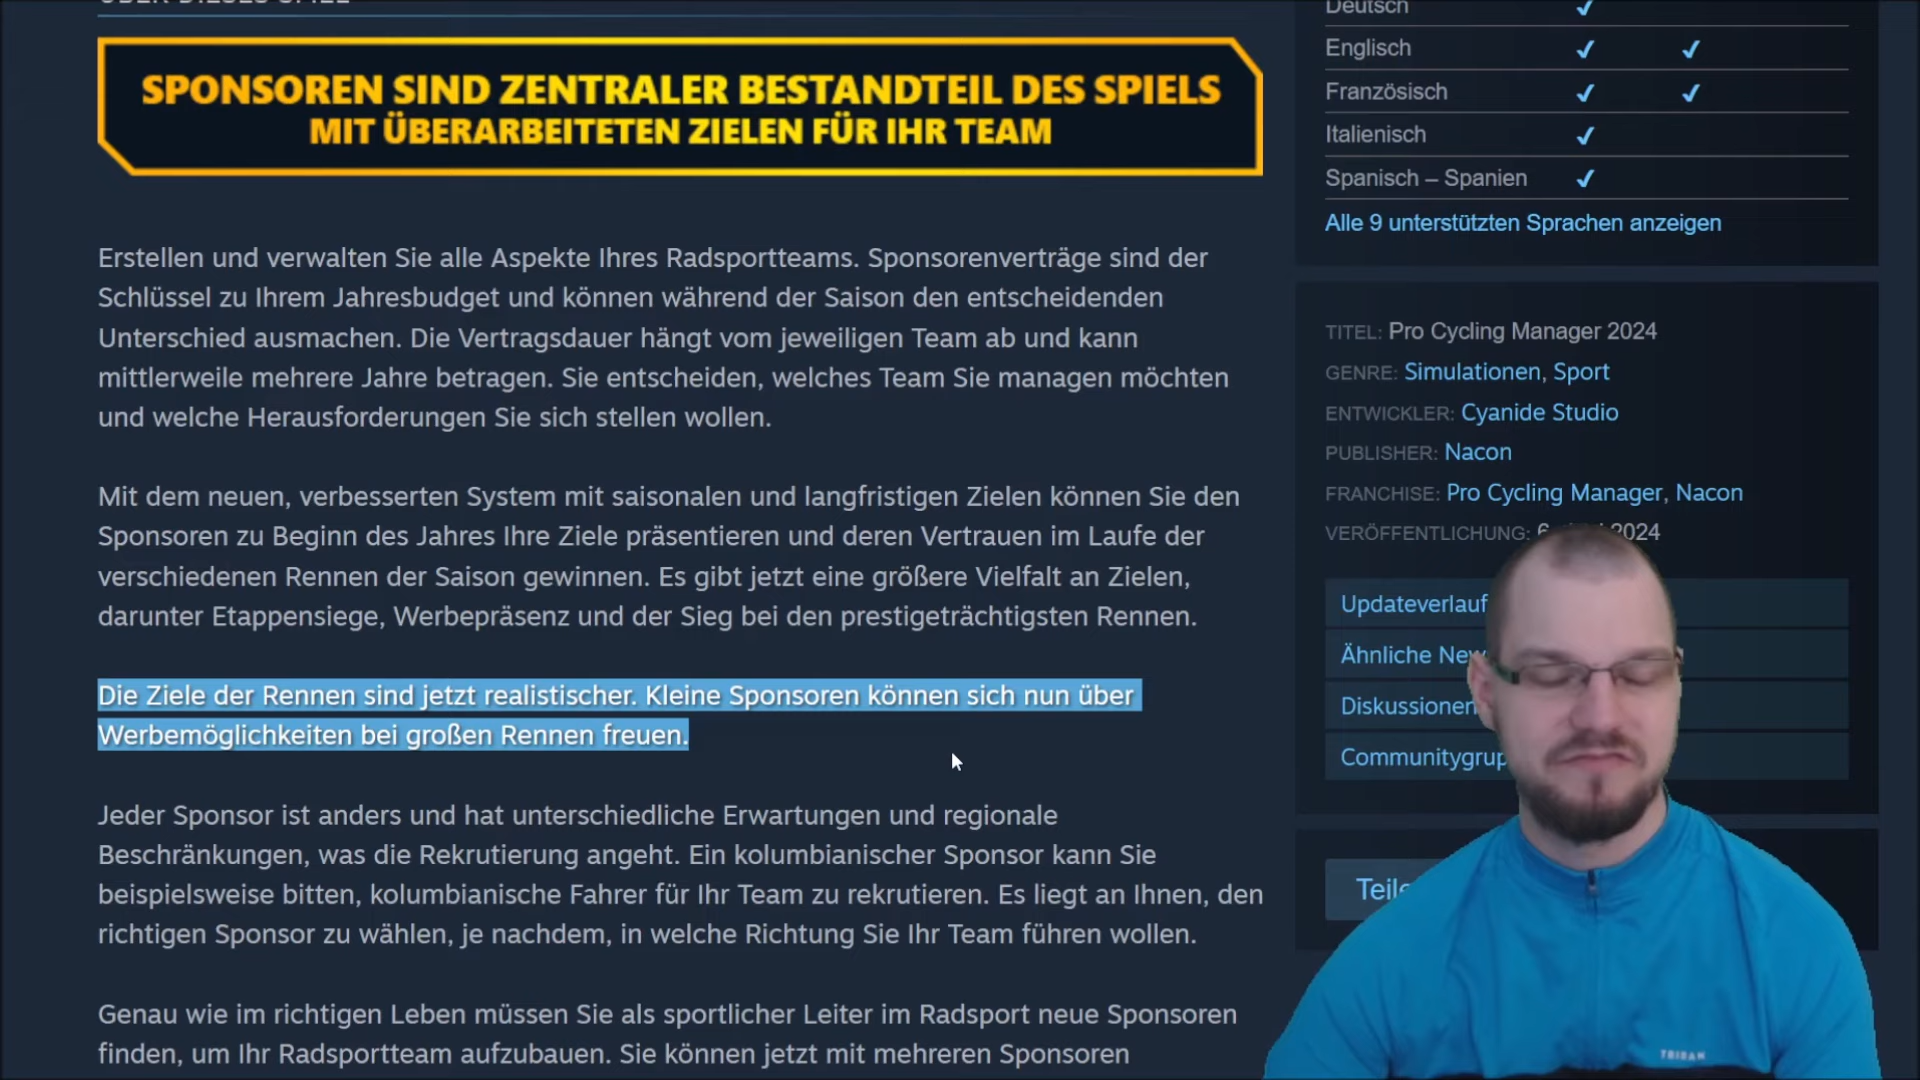 SPONSOREN SIND ZENTRALER BESTANDTEIL DES SPIELS
MIT ÜBERARBEITETEN ZIELEN FÜR IHR TEAM
Erstellen und verwalten Sie alle Aspekte Ihres Radsportteams. Sponsorenverträge sind der
Schlüssel zu Ihrem Jahresbudget und können während der Saison den entscheidenden
Unterschied ausmachen. Die Vertragsdauer hängt vom jeweiligen Team ab und kann
mittlerweile mehrere Jahre betragen. Sie entscheiden, welches Team Sie managen möchten
und welche Herausforderungen Sie sich stellen wollen.
Mit dem neuen, verbesserten System mit saisonalen und langfristigen Zielen können Sie den
Sponsoren zu Beginn des Jahres Ihre Ziele präsentieren und deren Vertrauen im Laufe der
verschiedenen Rennen der Saison gewinnen. Es gibt jetzt eine größere Vielfalt an Zielen,
darunter Etappensiege, Werbepräsenz und der Sieg bei den prestigeträchtigsten Rennen.
Die Ziele der Rennen sind jetzt realistischer. Kleine Sponsoren können sich nun über
Werbemöglichkeiten bei großen Rennen freuen.
Jeder Sponsor ist anders und hat unterschiedliche Erwartungen und regionale
Beschränkungen, was die Rekrutierung angeht. Ein kolumbianischer Sponsor kann Sie
beispielsweise bitten, kolumbianische Fahrer für Ihr Team zu rekrutieren. Es liegt an Ihnen, den
richtigen Sponsor zu wählen, je nachdem, in welche Richtung Sie Ihr Team führen wollen.
Genau wie im richtigen Leben müssen Sie als sportlicher Leiter im Radsport neue Sponsoren
finden, um Ihr Radsportteam aufzubauen. Sie können jetzt mit mehreren Sponsoren
Deutsch ✔
Englisch ✔ ✔
Französisch ✔ ✔
Italienisch ✔
Spanisch – Spanien ✔
Alle 9 unterstützten Sprachen anzeigen
TITEL: Pro Cycling Manager 2024
GENRE: Simulationen, Sport
ENTWICKLER: Cyanide Studio
PUBLISHER: Nacon
FRANCHISE: Pro Cycling Manager, Nacon
VERÖFFENTLICHUNG: 2024
Updateverlauf
Ähnliche
Diskussionen
TRIBAN